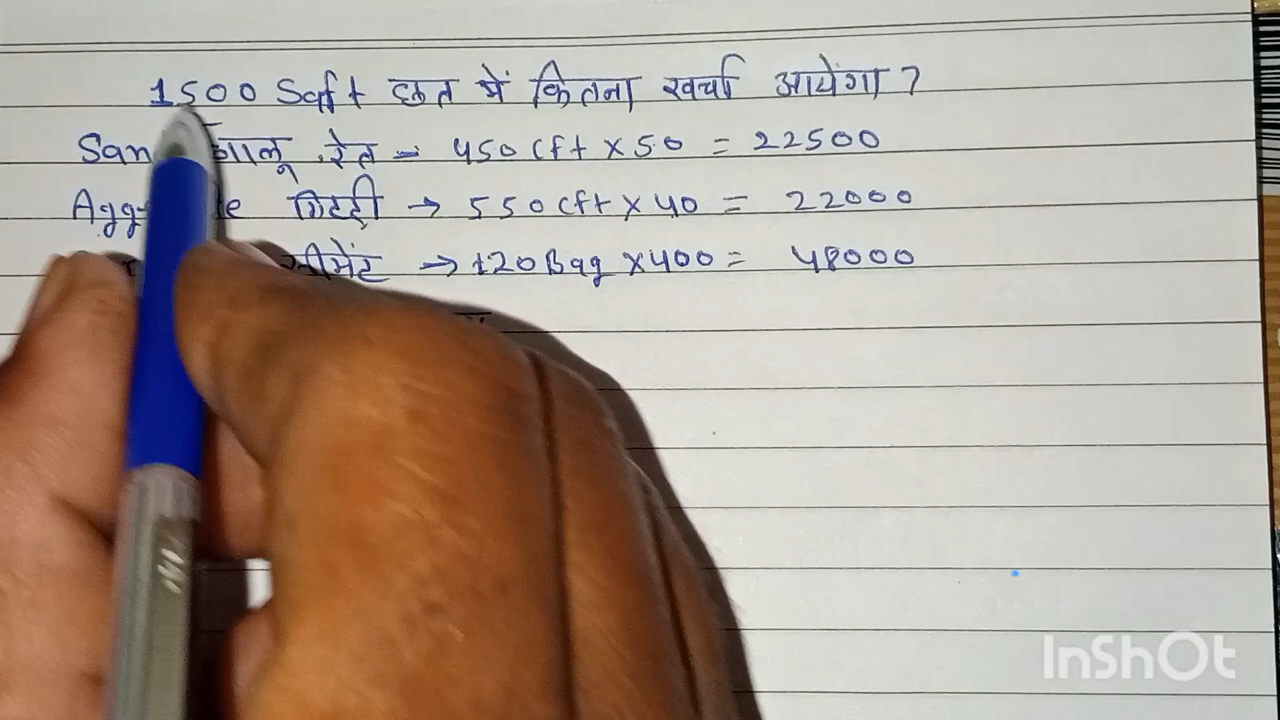 1500 Sqft छत में कितना खर्चा आयेंगा ?
San बालू रेत → 450 Cft × 50 = 22500
Agg गिट्टी → 550 Cft × 40 = 22000
सीमेंट → 120 Bag × 400 = 48000
InShOt